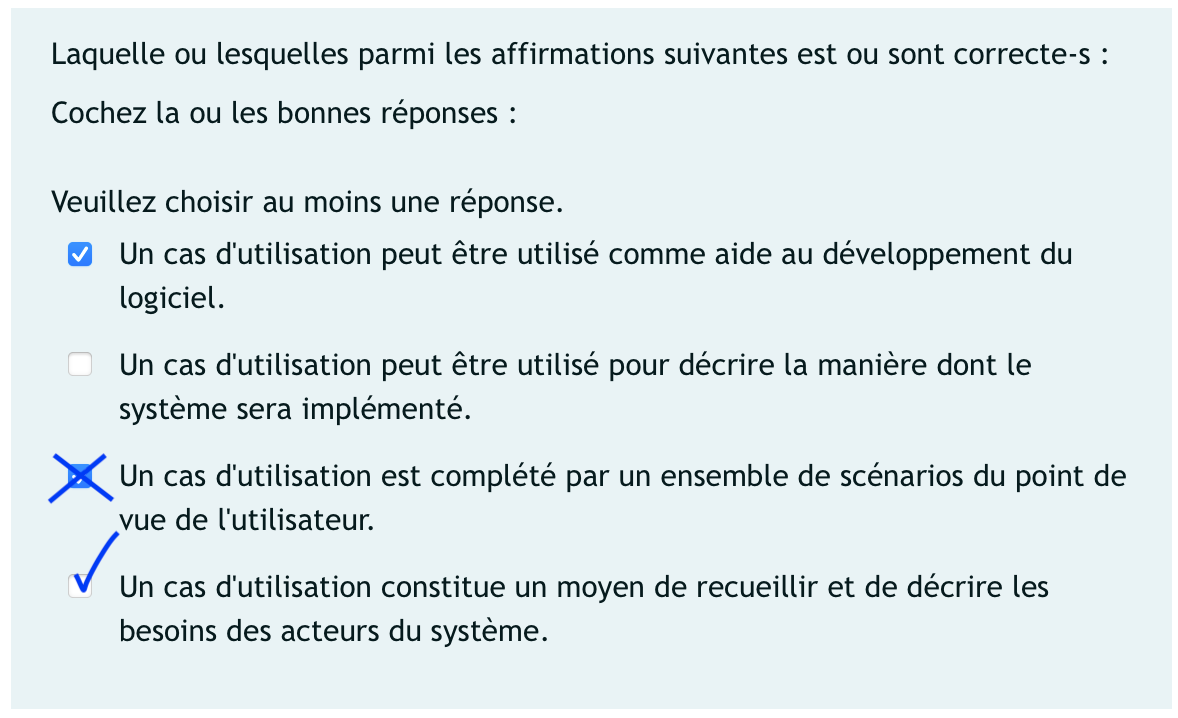 Laquelle ou lesquelles parmi les affirmations suivantes est ou sont correcte-s :
Cochez la ou les bonnes réponses :
Veuillez choisir au moins une réponse.
Un cas d'utilisation peut être utilisé comme aide au développement du
logiciel.
Un cas d'utilisation peut être utilisé pour décrire la manière dont le
système sera implémenté.
Un cas d'utilisation est complété par un ensemble de scénarios du point de
vue de l'utilisateur.
Un cas d'utilisation constitue un moyen de recueillir et de décrire les
besoins des acteurs du système.